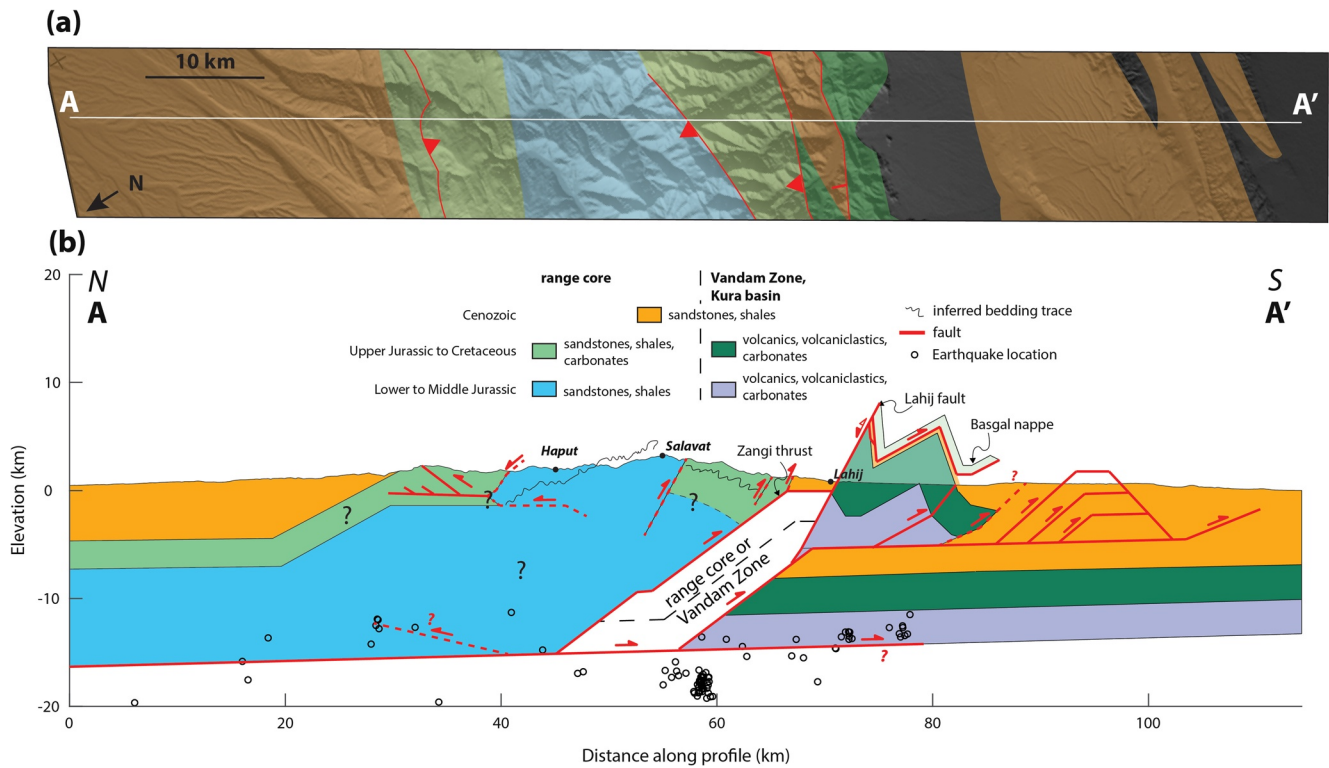 (a)
10 km
A
A’
N
(b)
20
10
0
-10
-20
Elevation (km)
N
A
S
A’
range core
Vandam Zone,
Kura basin
Cenozoic
sandstones, shales
Upper Jurassic to Cretaceous
sandstones, shales,
carbonates
volcanics, volcaniclastics,
carbonates
Lower to Middle Jurassic
sandstones, shales
volcanics, volcaniclastics,
carbonates
inferred bedding trace
fault
Earthquake location
Lahij fault
Basgal nappe
Haput
Salavat
Zangi thrust
Lahij
?
?
?
?
?
?
?
range core or
Vandam Zone
0
20
40
60
80
100
Distance along profile (km)